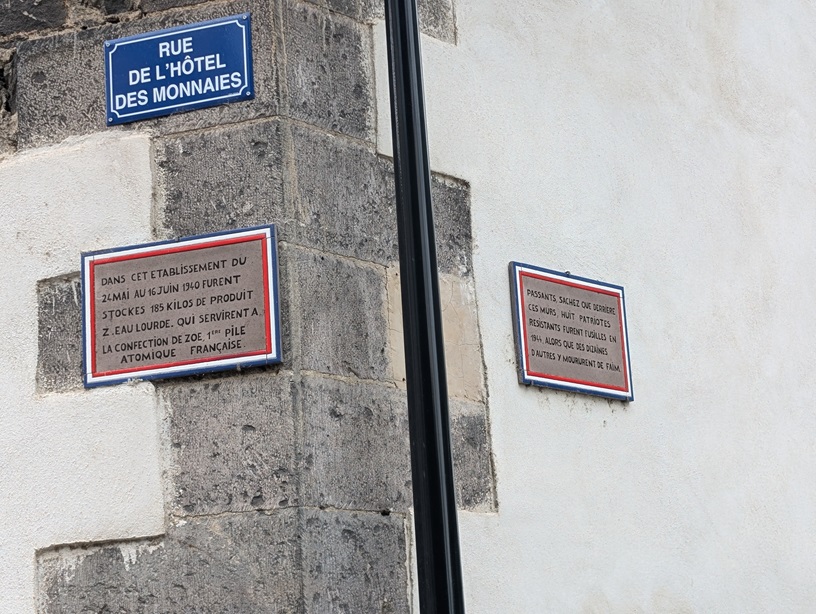 RUE
DE L'HÔTEL
DES MONNAIES
DANS CET ETABLISSEMENT DU
24 MAI AU 16 JUIN 1940 FURENT
STOCKES 185 KILOS DE PRODUIT
Z. EAU LOURDE. QUI SERVIRENT A
LA CONFECTION DE ZOE, 1ERE PILE
ATOMIQUE FRANÇAISE
PASSANTS, SACHEZ QUE DERRIERE
CES MURS, HUIT PATRIOTES
RESISTANTS FURENT FUSILLES EN
1944, ALORS QUE DES DIZAINES
D'AUTRES Y MOURURENT DE FAIM.